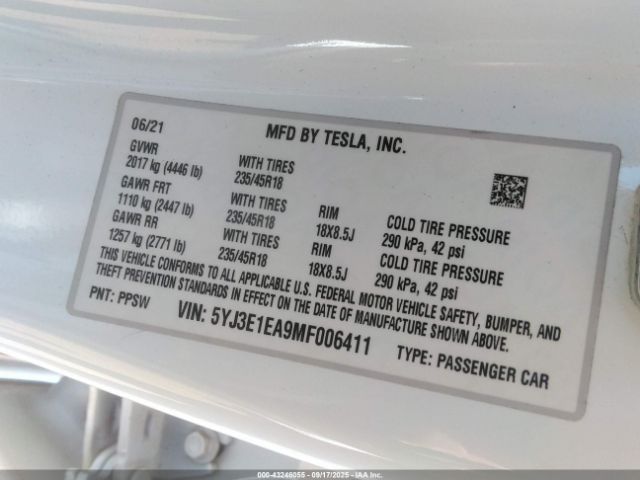 06/21 MFD BY TESLA, INC.
GVWR
2017 kg (4446 lb) WITH TIRES
235/45R18
GAWR FRT
1110 kg (2447 lb) WITH TIRES RIM COLD TIRE PRESSURE
235/45R18 18X8.5J 290 kPa, 42 psi
GAWR RR
1257 kg (2771 lb) WITH TIRES RIM COLD TIRE PRESSURE
235/45R18 18X8.5J 290 kPa, 42 psi
THIS VEHICLE CONFORMS TO ALL APPLICABLE U.S. FEDERAL MOTOR VEHICLE SAFETY, BUMPER, AND
THEFT PREVENTION STANDARDS IN EFFECT ON THE DATE OF MANUFACTURE SHOWN ABOVE.
PNT: PPSW VIN: 5YJ3E1EA9MF006411 TYPE: PASSENGER CAR
000-43246055 - 09/17/2025 - IAA